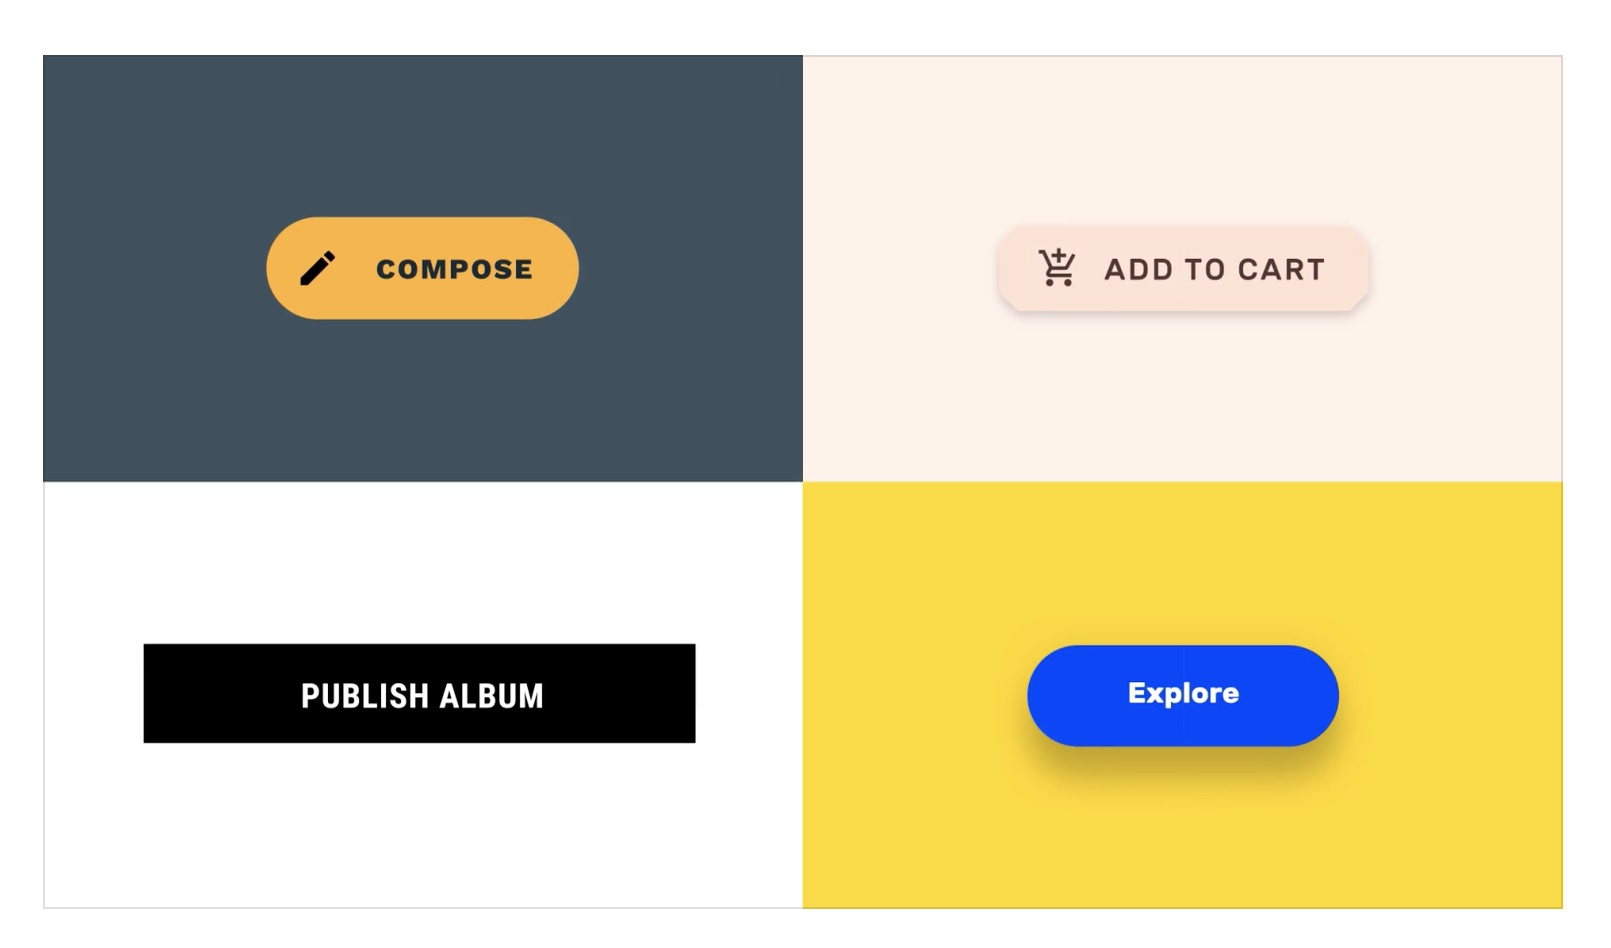 COMPOSE
ADD TO CART
PUBLISH ALBUM
Explore